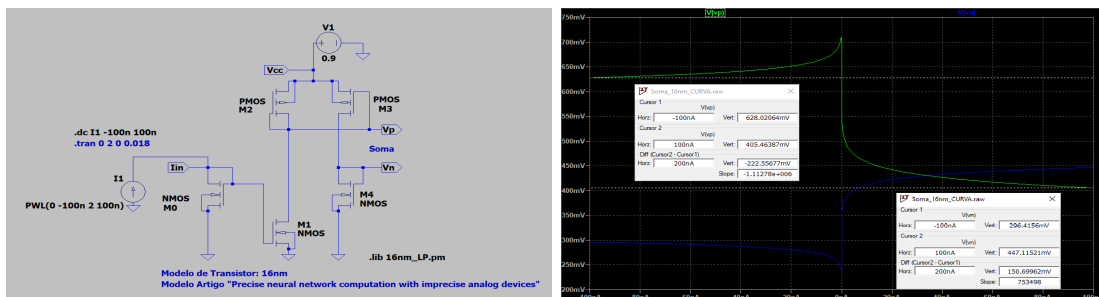 V1
0.9
Vcc
PMOS
M2
PMOS
M3
.dc I1 -100n 100n
.tran 0 2 0 0.018
Vp
Soma
Iin
Vn
I1
NMOS
M0
M4
NMOS
PWL(0 -100n 2 100n)
M1
NMOS
.lib 16nm_LP.pm
Modelo de Transistor: 16nm
Modelo Artigo "Precise neural network computation with imprecise analog devices"
V(vp)
V(vn)
750mV
700mV
650mV
600mV
550mV
500mV
450mV
400mV
350mV
300mV
250mV
200mV
Soma_16nm_CURVA.raw
Cursor 1
V(vp)
Horz: -100nA Vert: 628.02064mV
Cursor 2
V(vp)
Horz: 100nA Vert: 405.46387mV
Diff (Cursor2 - Cursor1)
Horz: 200nA Vert: -222.55677mV
Slope: -1.11278e+006
Soma_16nm_CURVA.raw
Cursor 1
V(vn)
Horz: -100nA Vert: 296.4156mV
Cursor 2
V(vn)
Horz: 100nA Vert: 447.11521mV
Diff (Cursor2 - Cursor1)
Horz: 200nA Vert: 150.69962mV
Slope: 753498